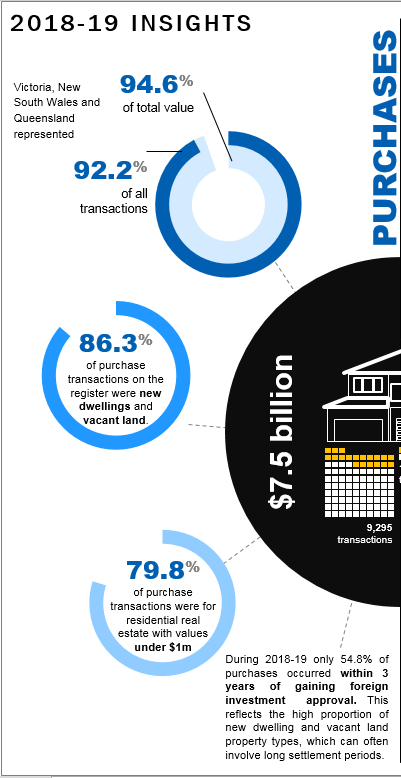 2018-19 INSIGHTS
PURCHASES
Victoria, New
South Wales and
Queensland
represented
94.6%
of total value
92.2%
of all
transactions
86.3%
of purchase
transactions on the
register were new
dwellings and
vacant land.
$7.5 billion
9,295
transactions
79.8%
of purchase
transactions were for
residential real
estate with values
under $1m
During 2018-19 only 54.8% of
purchases occurred within 3
years of gaining foreign
investment approval. This
reflects the high proportion of
new dwelling and vacant land
property types, which can often
involve long settlement periods.